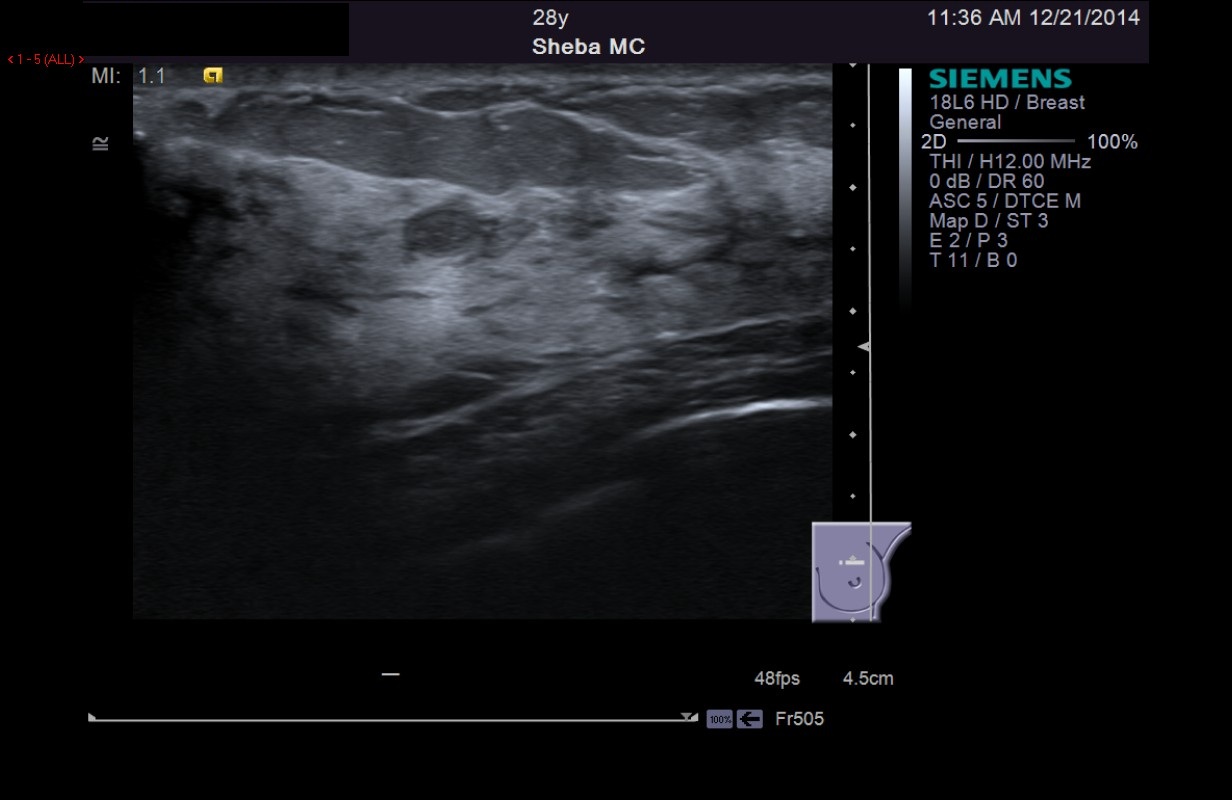 28y
11:36 AM 12/21/2014
Sheba MC
< 1 - 5 (ALL) >
MI: 1.1
SIEMENS
18L6 HD / Breast
General
2D 100%
THI / H12.00 MHz
0 dB / DR 60
ASC 5 / DTCE M
Map D / ST 3
E 2 / P 3
T 11 / B 0
48fps 4.5cm
100% Fr505